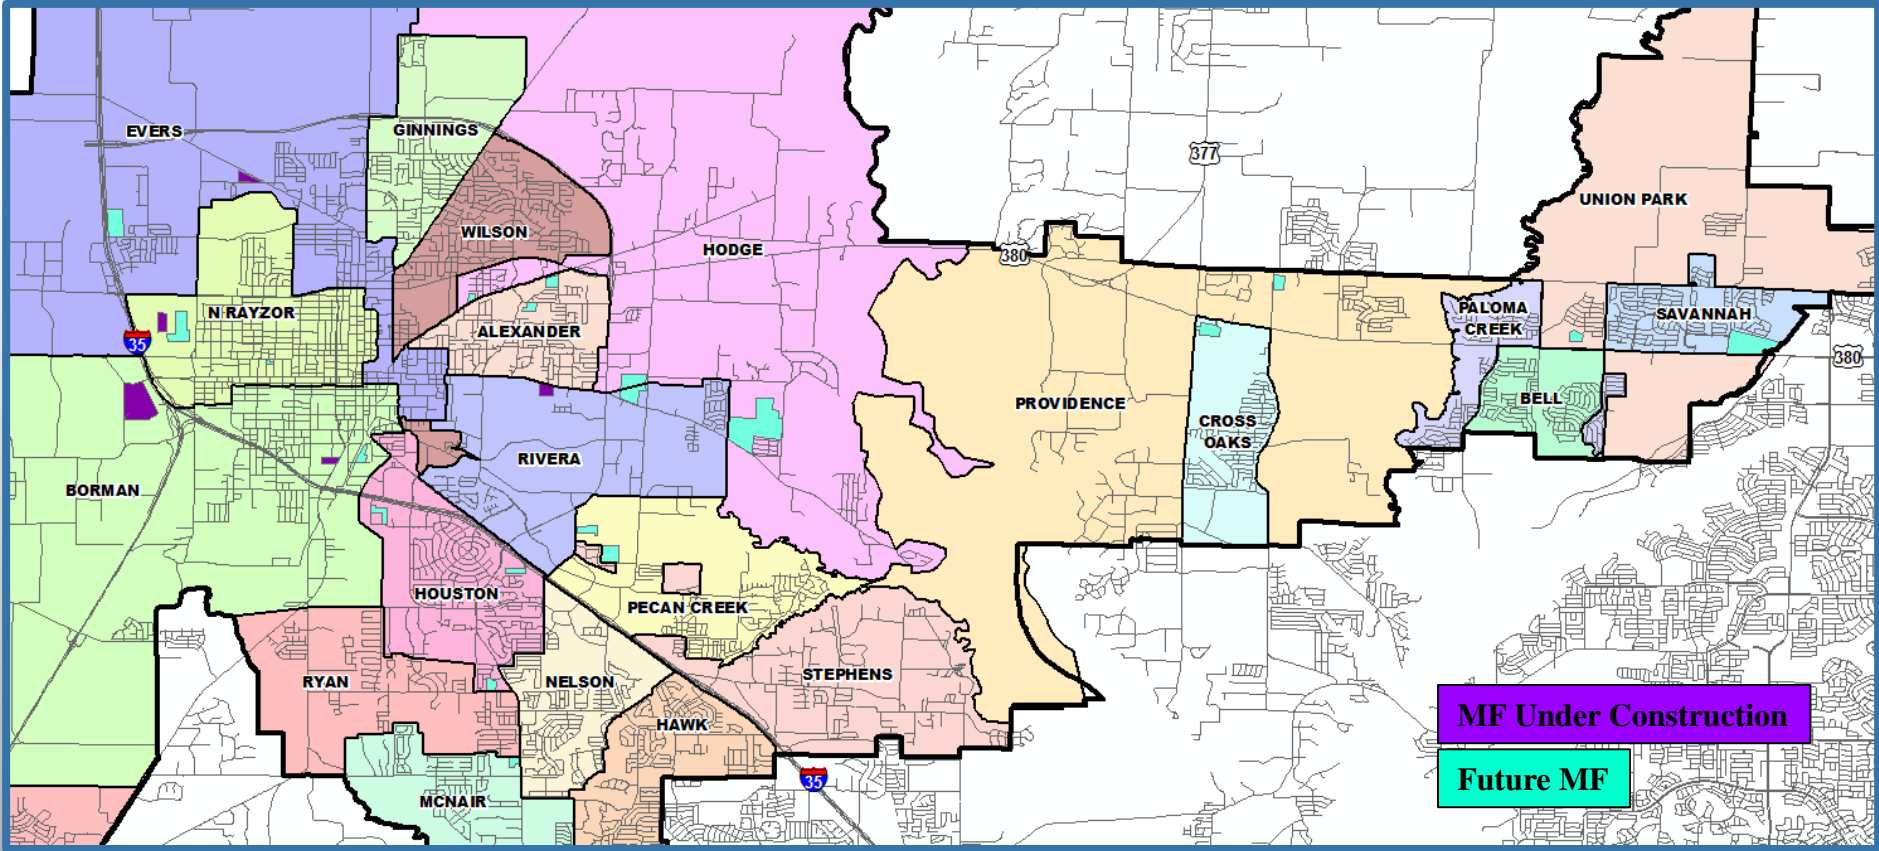 EVERS
GINNINGS
377
UNION PARK
WILSON
HODGE
380
N RAYZOR
ALEXANDER
PALOMA
CREEK
SAVANNAH
35
380
PROVIDENCE
BELL
CROSS
OAKS
RIVERA
BORMAN
HOUSTON
PECAN CREEK
RYAN
NELSON
STEPHENS
HAWK
MF Under Construction
35
Future MF
MCNAIR